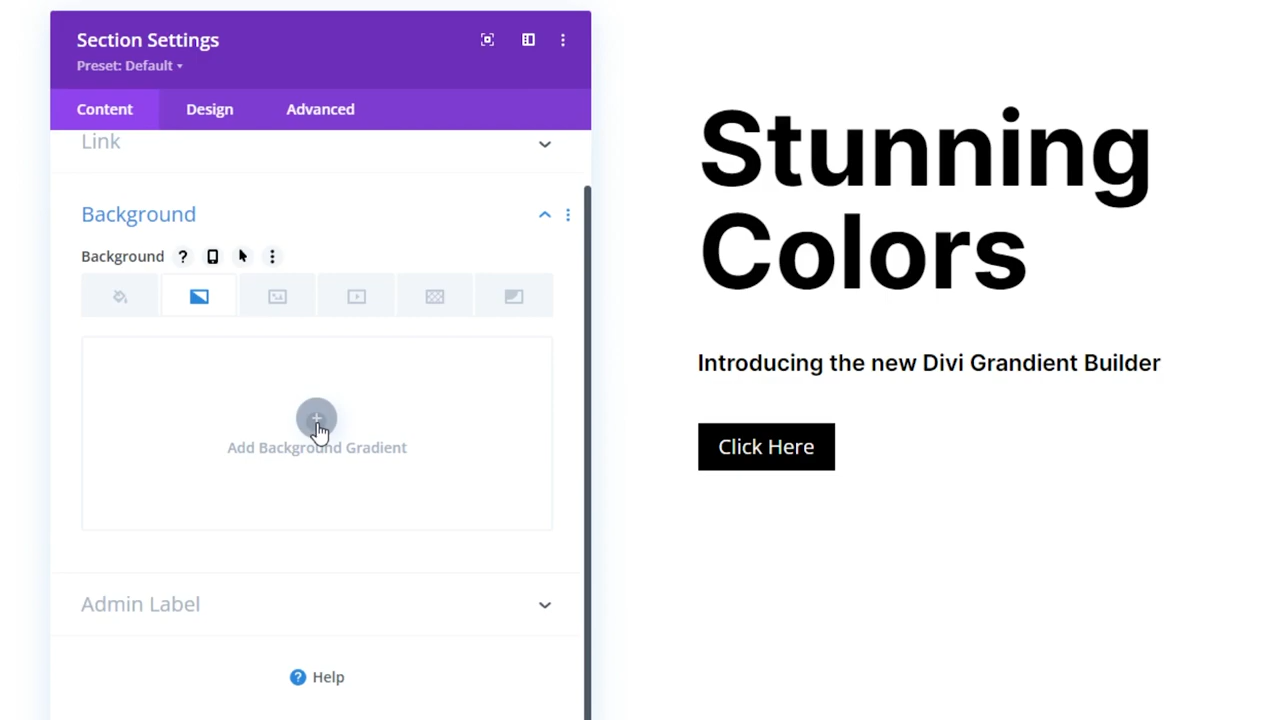 Section Settings
Preset: Default
Content Design Advanced
Link
Background
Background ?
+
Add Background Gradient
Admin Label
? Help
Stunning
Colors
Introducing the new Divi Grandient Builder
Click Here